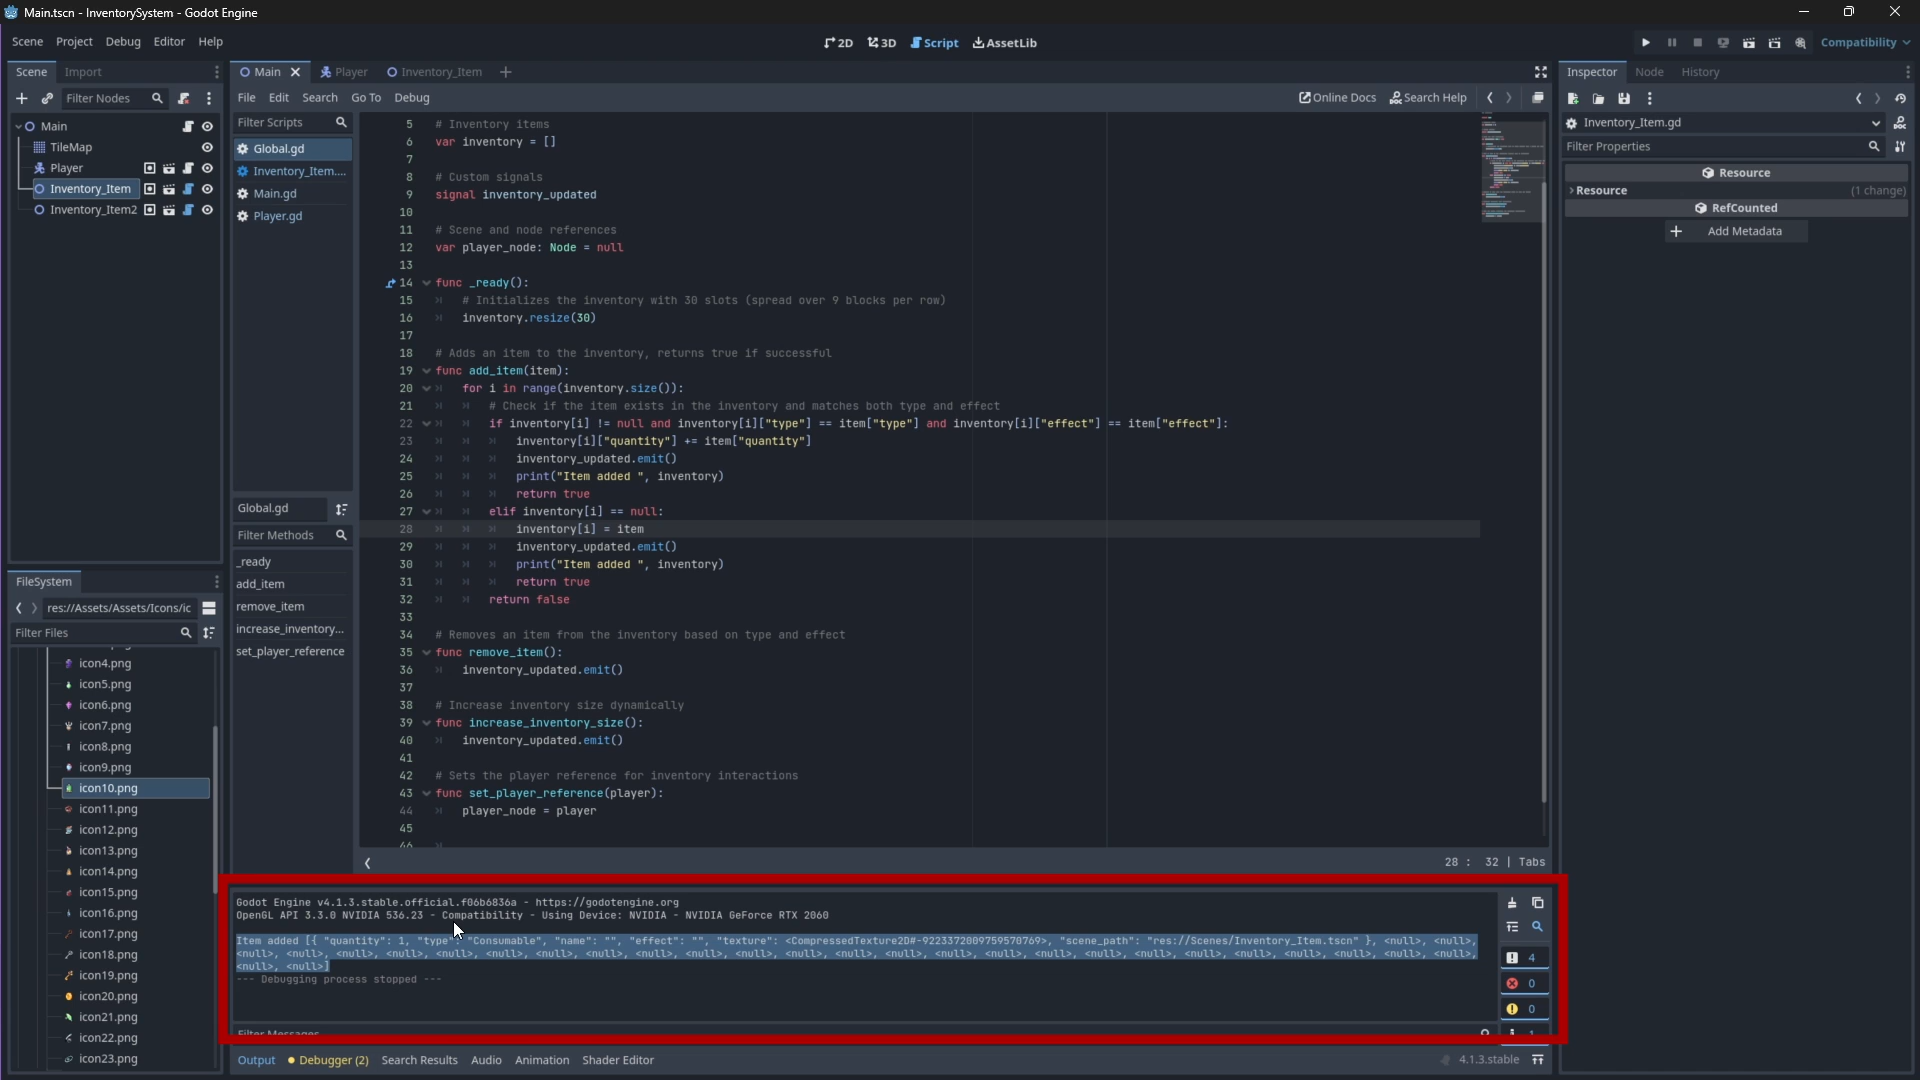 Main.tscn - InventorySystem - Godot Engine
Scene Project Debug Editor Help
2D 3D Script AssetLib
Compatibility
Scene Import
Filter Nodes
Main
TileMap
Player
Inventory_Item
Inventory_Item2
FileSystem
res://Assets/Assets/Icons/ic
Filter Files
icon4.png
icon5.png
icon6.png
icon7.png
icon8.png
icon9.png
icon10.png
icon11.png
icon12.png
icon13.png
icon14.png
icon15.png
icon16.png
icon17.png
icon18.png
icon19.png
icon20.png
icon21.png
icon22.png
icon23.png
Main Player Inventory_Item
File Edit Search Go To Debug
Online Docs Search Help
Filter Scripts
Global.gd
Inventory_Item....
Main.gd
Player.gd
Global.gd
Filter Methods
_ready
add_item
remove_item
increase_inventory...
set_player_reference
5 # Inventory items
6 var inventory = []
7
8 # Custom signals
9 signal inventory_updated
10
11 # Scene and node references
12 var player_node: Node = null
13
14 func _ready():
15 # Initializes the inventory with 30 slots (spread over 9 blocks per row)
16 inventory.resize(30)
17
18 # Adds an item to the inventory, returns true if successful
19 func add_item(item):
20 for i in range(inventory.size()):
21 # Check if the item exists in the inventory and matches both type and effect
22 if inventory[i] != null and inventory[i]["type"] == item["type"] and inventory[i]["effect"] == item["effect"]:
23 inventory[i]["quantity"] += item["quantity"]
24 inventory_updated.emit()
25 print("Item added ", inventory)
26 return true
27 elif inventory[i] == null:
28 inventory[i] = item
29 inventory_updated.emit()
30 print("Item added ", inventory)
31 return true
32 return false
33
34 # Removes an item from the inventory based on type and effect
35 func remove_item():
36 inventory_updated.emit()
37
38 # Increase inventory size dynamically
39 func increase_inventory_size():
40 inventory_updated.emit()
41
42 # Sets the player reference for inventory interactions
43 func set_player_reference(player):
44 player_node = player
45
46
28 : 32 | Tabs
Godot Engine v4.1.3.stable.official.f06b6836a - https://godotengine.org
OpenGL API 3.3.0 NVIDIA 536.23 - Compatibility - Using Device: NVIDIA - NVIDIA GeForce RTX 2060
Item added [{ "quantity": 1, "type": "Consumable", "name": "", "effect": "", "texture": <CompressedTexture2D#-9223372009759570769>, "scene_path": "res://Scenes/Inventory_Item.tscn" }, <null>, <null>,
<null>, <null>, <null>, <null>, <null>, <null>, <null>, <null>, <null>, <null>, <null>, <null>, <null>, <null>, <null>, <null>, <null>, <null>, <null>, <null>, <null>, <null>, <null>, <null>, <null>,
<null>, <null>]
--- Debugging process stopped ---
4
0
0
1
Filter Messages
Output Debugger (2) Search Results Audio Animation Shader Editor
4.1.3.stable
Inspector Node History
Inventory_Item.gd
Filter Properties
Resource
Resource (1 change)
RefCounted
Add Metadata